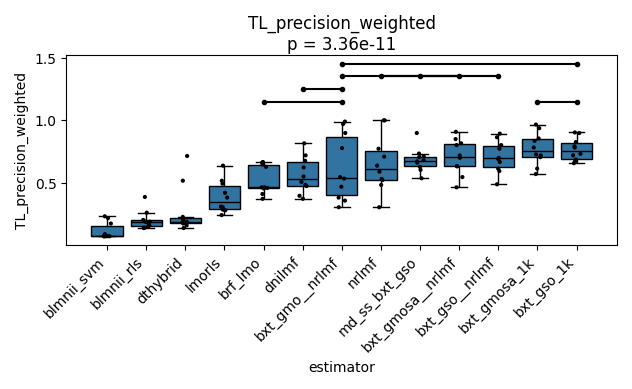 TL_precision_weighted
p = 3.36e-11
TL_precision_weighted
1.5
1.0
0.5
blmnii_svm
blmnii_rls
dthybrid
lmorls
brf_lmo
dnilmf
bxt_gmo__nrlmf
nrlmf
md_ss_bxt_gso
bxt_gmosa__nrlmf
bxt_gso__nrlmf
bxt_gmosa_1k
bxt_gso_1k
estimator